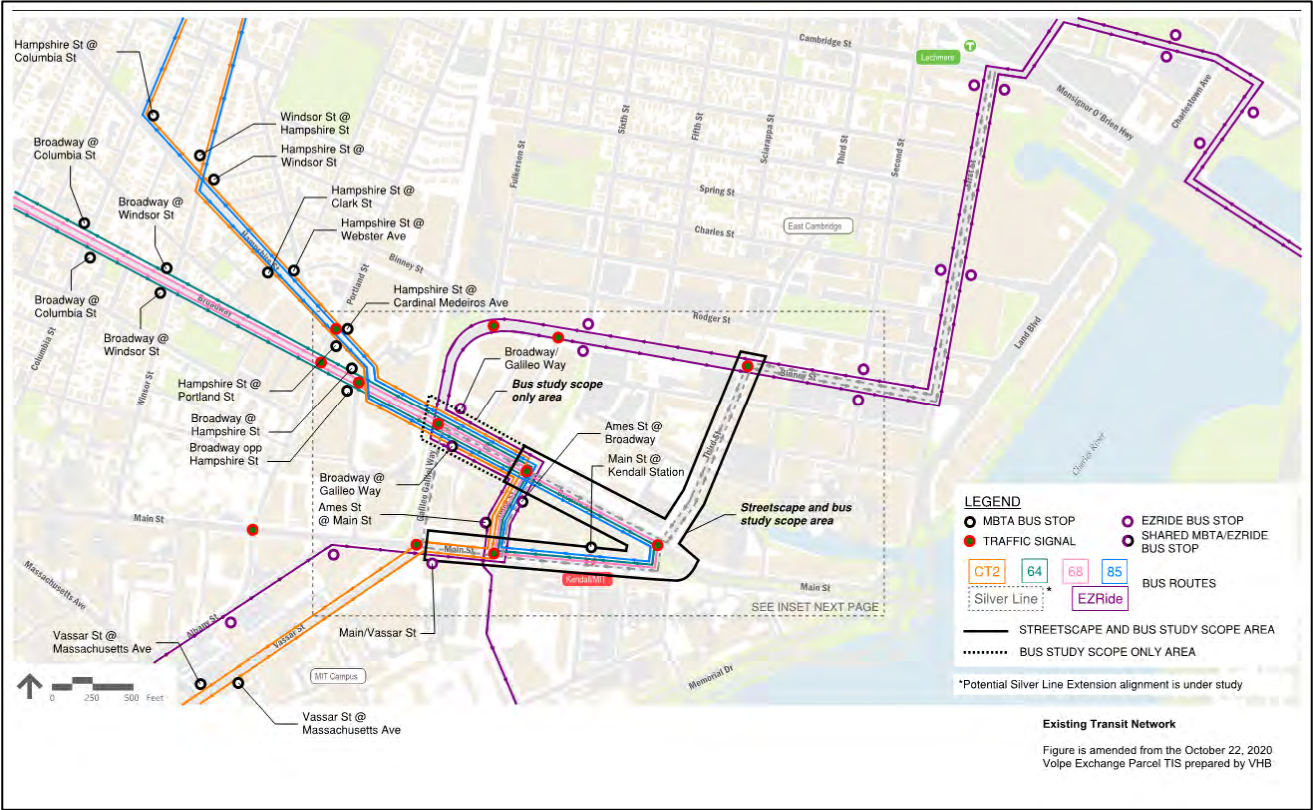 Hampshire St @
Columbia St
Cambridge St
Lechmere
T
Monsignor O'Brien Hwy
Charlestown Ave
Windsor St @
Hampshire St
Hampshire St @
Windsor St
Broadway @
Columbia St
Broadway @
Windsor St
Hampshire St @
Clark St
Hampshire St @
Webster Ave
Fulkerson St
Sixth St
Fifth St
Sciarappa St
Third St
Second St
Spring St
Charles St
East Cambridge
Hampshire St
Portland St
Binney St
Hampshire St @
Cardinal Medeiros Ave
Rodger St
Land Blvd
Broadway
Broadway @
Columbia St
Broadway @
Windsor St
Columbia St
Winsor St
Hampshire St @
Portland St
Broadway @
Hampshire St
Broadway opp
Hampshire St
Broadway/
Galileo Way
Bus study scope
only area
Binney St
Ames St @
Broadway
Main St @
Kendall Station
Third St
Charles River
Broadway @
Galileo Way
Ames St
@ Main St
Galileo Galilei Way
Streetscape and bus
study scope area
Main St
Main St
Kendall/MIT
Main St
SEE INSET NEXT PAGE
Massachusetts Ave
Albany St
Vassar St
Main/Vassar St
Vassar St @
Massachusetts Ave
MIT Campus
Memorial Dr
0 250 500 Feet
Vassar St @
Massachusetts Ave
LEGEND
MBTA BUS STOP
EZRIDE BUS STOP
TRAFFIC SIGNAL
SHARED MBTA/EZRIDE
BUS STOP
CT2 64 68 85
BUS ROUTES
Silver Line * EZRide
STREETSCAPE AND BUS STUDY SCOPE AREA
BUS STUDY SCOPE ONLY AREA
*Potential Silver Line Extension alignment is under study
Existing Transit Network
Figure is amended from the October 22, 2020
Volpe Exchange Parcel TIS prepared by VHB